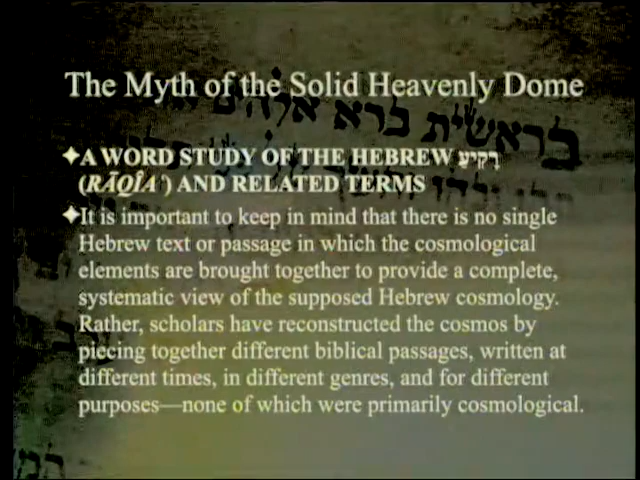 The Myth of the Solid Heavenly Dome
בראשית ברא אלהים
✦A WORD STUDY OF THE HEBREW רָקִיעַ
(RĀQÎAʿ) AND RELATED TERMS
✦It is important to keep in mind that there is no single
Hebrew text or passage in which the cosmological
elements are brought together to provide a complete,
systematic view of the supposed Hebrew cosmology.
Rather, scholars have reconstructed the cosmos by
piecing together different biblical passages, written at
different times, in different genres, and for different
purposes—none of which were primarily cosmological.